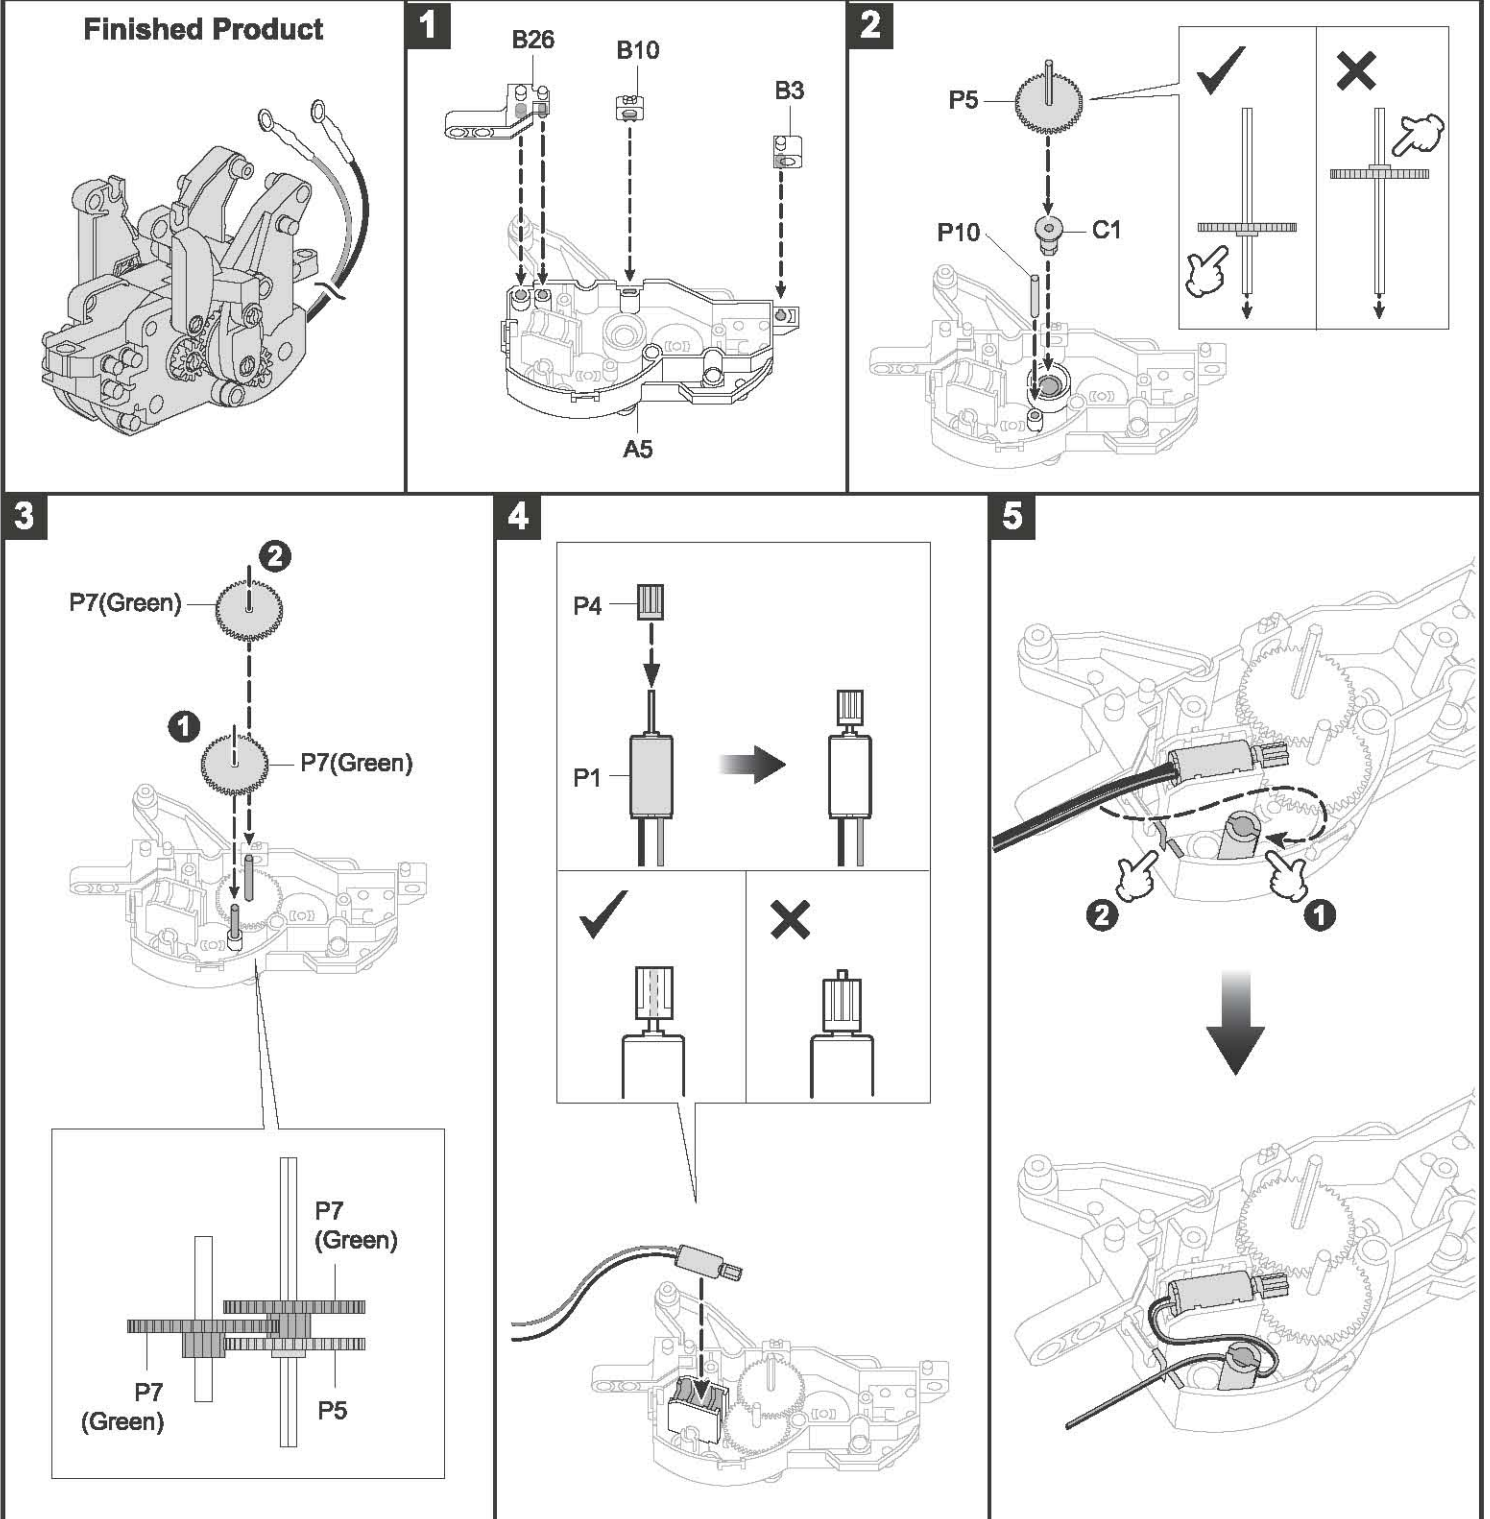 Finished Product
1
B26
B10
B3
A5
2
P5
C1
P10
3
2
P7(Green)
1
P7(Green)
P7
(Green)
P7
(Green)
P5
4
P4
P1
5
2
1